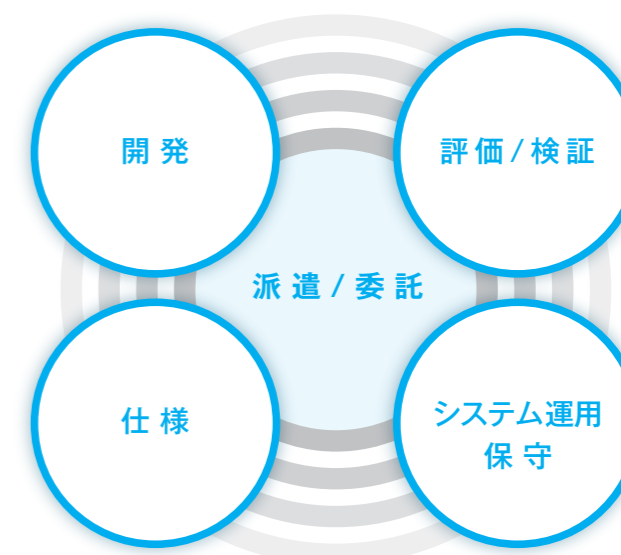 開発
評価/検証
派遣/委託
仕様
システム運用
保守